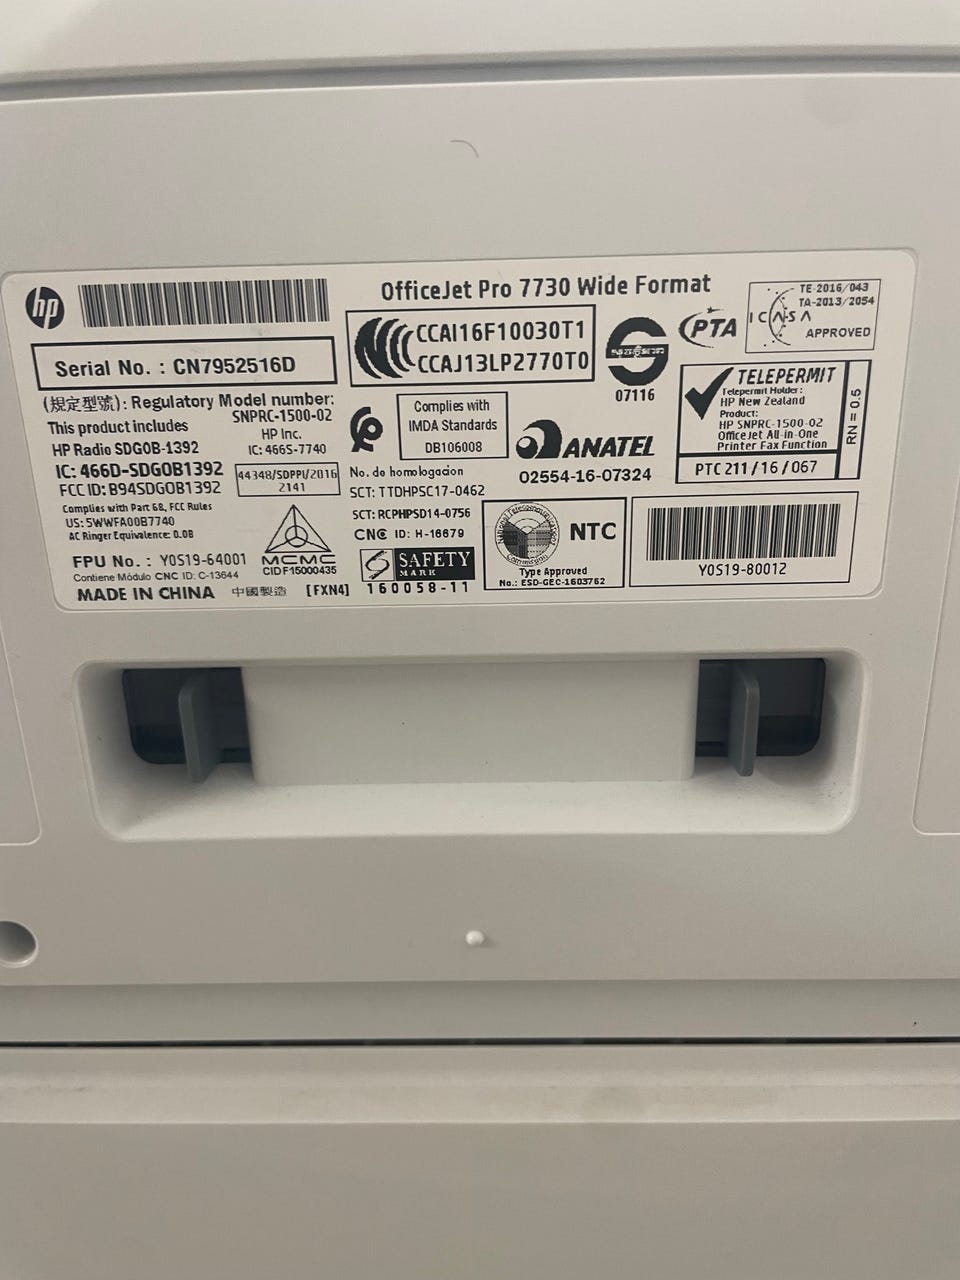 hp
OfficeJet Pro 7730 Wide Format
Serial No. : CN7952516D
(規定型號): Regulatory Model number:
SNPRC-1500-02
This product includes
HP Inc.
HP Radio SDGOB-1392
IC: 466S-7740
IC: 466D-SDGOB1392
FCC ID: B94SDGOB1392
44348/SDPPI/2016
2141
Complies with Part 68, FCC Rules
US: 5WWFA00B7740
AC Ringer Equivalence: 0.0B
FPU No. : Y0S19-64001
Contiene Módulo CNC ID: C-13644
MADE IN CHINA 中國製造 [FXN4]
MCMC
CIDF15000435
CCAI16F10030T1
CCAJ13LP2770T0
Complies with
IMDA Standards
DB106008
No. de homologacion
SCT: TTDHPSC17-0462
SCT: RCPHPSD14-0756
CNC ID: H-16679
SAFETY
MARK
160058-11
07116
PTA
TE-2016/043
TA-2013/2054
ICASA
APPROVED
ANATEL
02554-16-07324
TELEPERMIT
Telepermit Holder:
HP New Zealand
Product:
HP SNPRC-1500-02
OfficeJet All-in-One
Printer Fax Function
PTC 211/16/067
RN = 0.5
National Telecommunications
Commission
NTC
Type Approved
No.: ESD-GEC-1603762
Y0S19-80012